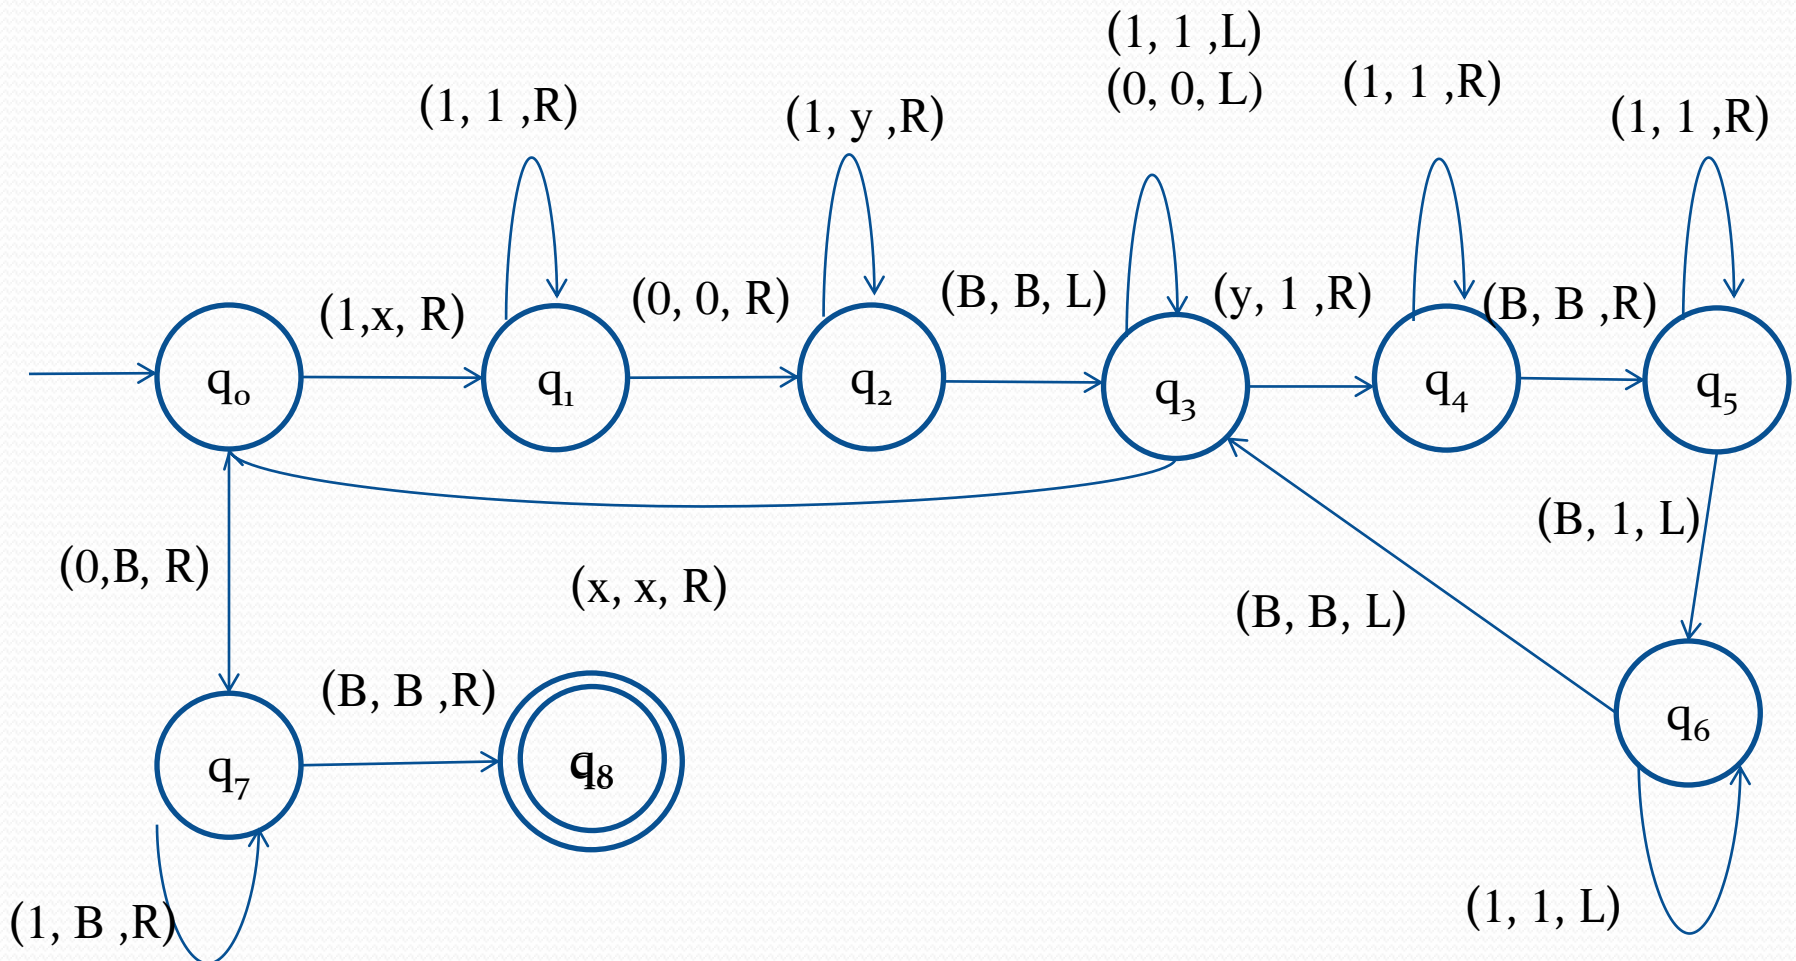 (1, 1 ,L)
(0, 0, L)
(1, 1 ,R)
(1, 1 ,R)
(1, y ,R)
(1, 1 ,R)
(1,x, R)
(0, 0, R)
(B, B, L)
(y, 1 ,R)
(B, B ,R)
q₀
q₁
q₂
q₃
q₄
q₅
(0,B, R)
(x, x, R)
(B, B, L)
(B, 1, L)
(B, B ,R)
q₇
q₈
q₆
(1, B ,R)
(1, 1, L)